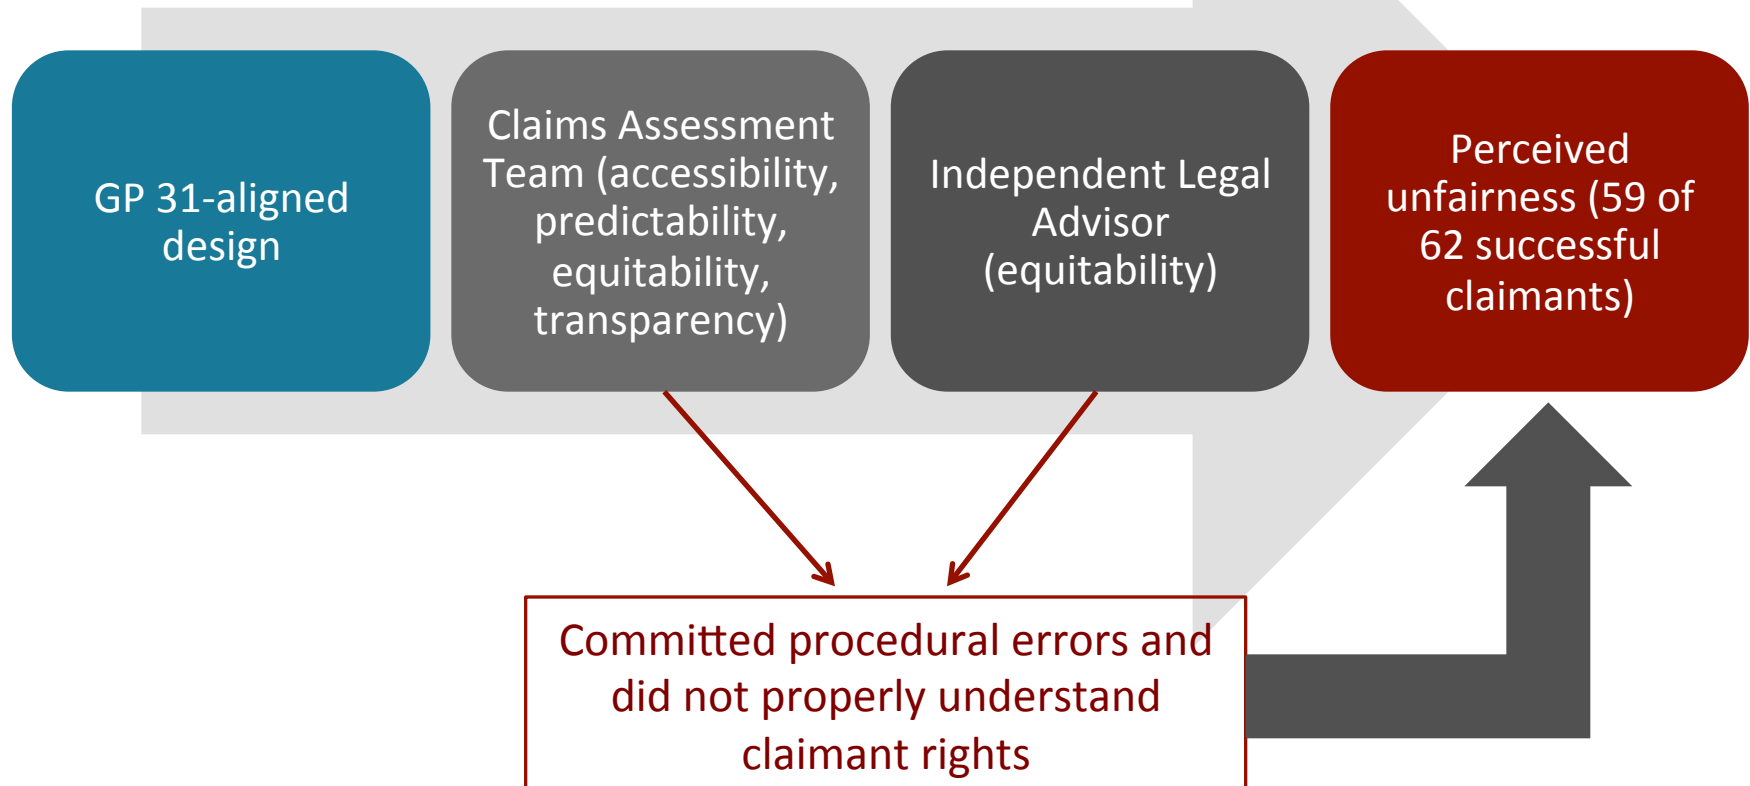 GP 31-aligned
design
Claims Assessment
Team (accessibility,
predictability,
equitability,
transparency)
Independent Legal
Advisor
(equitability)
Perceived
unfairness (59 of
62 successful
claimants)
Committed procedural errors and
did not properly understand
claimant rights